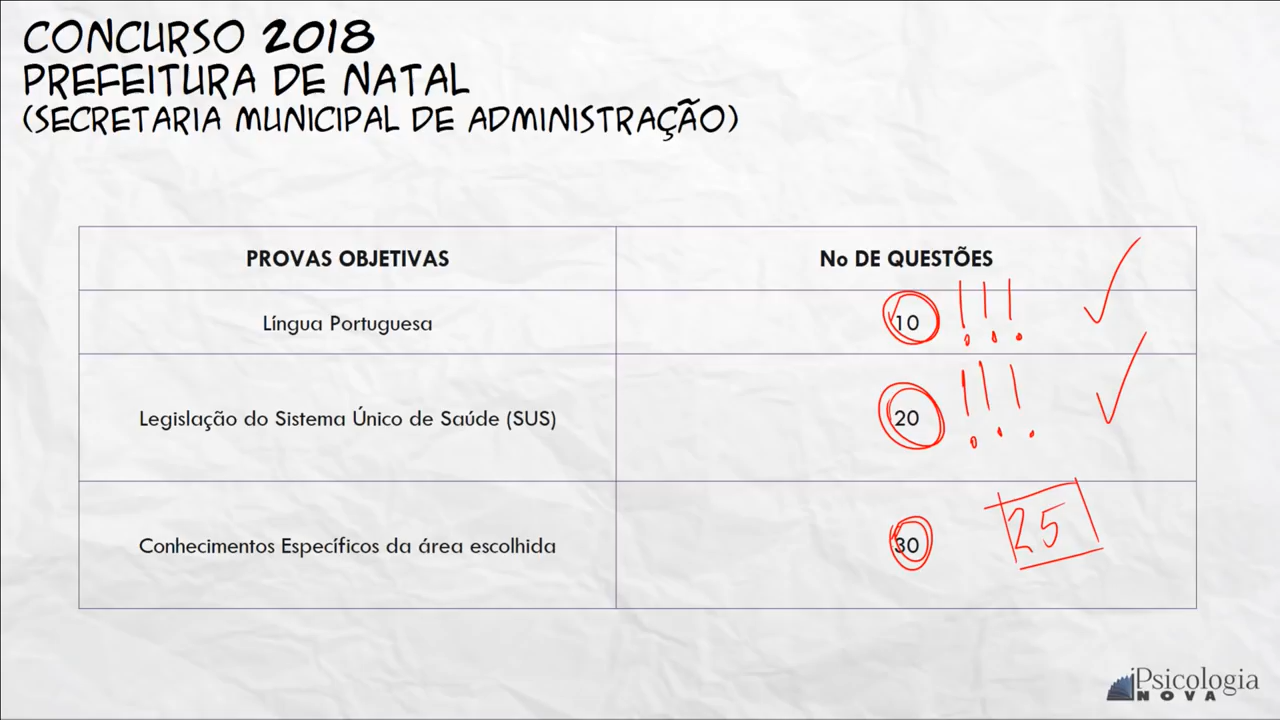 CONCURSO 2018
PREFEITURA DE NATAL
(SECRETARIA MUNICIPAL DE ADMINISTRAÇÃO)
PROVAS OBJETIVAS No DE QUESTÕES
Língua Portuguesa 10 !!!
Legislação do Sistema Único de Saúde (SUS) 20 !!!
Conhecimentos Específicos da área escolhida 30 25
Psicologia
NOVA